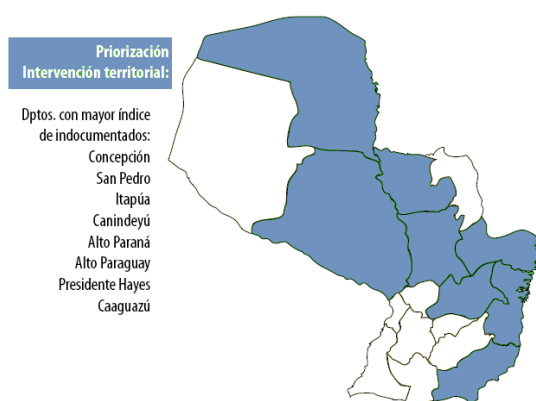 Priorización
Intervención territorial:
Dptos. con mayor índice
de indocumentados:
Concepción
San Pedro
Itapúa
Canindeyú
Alto Paraná
Alto Paraguay
Presidente Hayes
Caaguazú